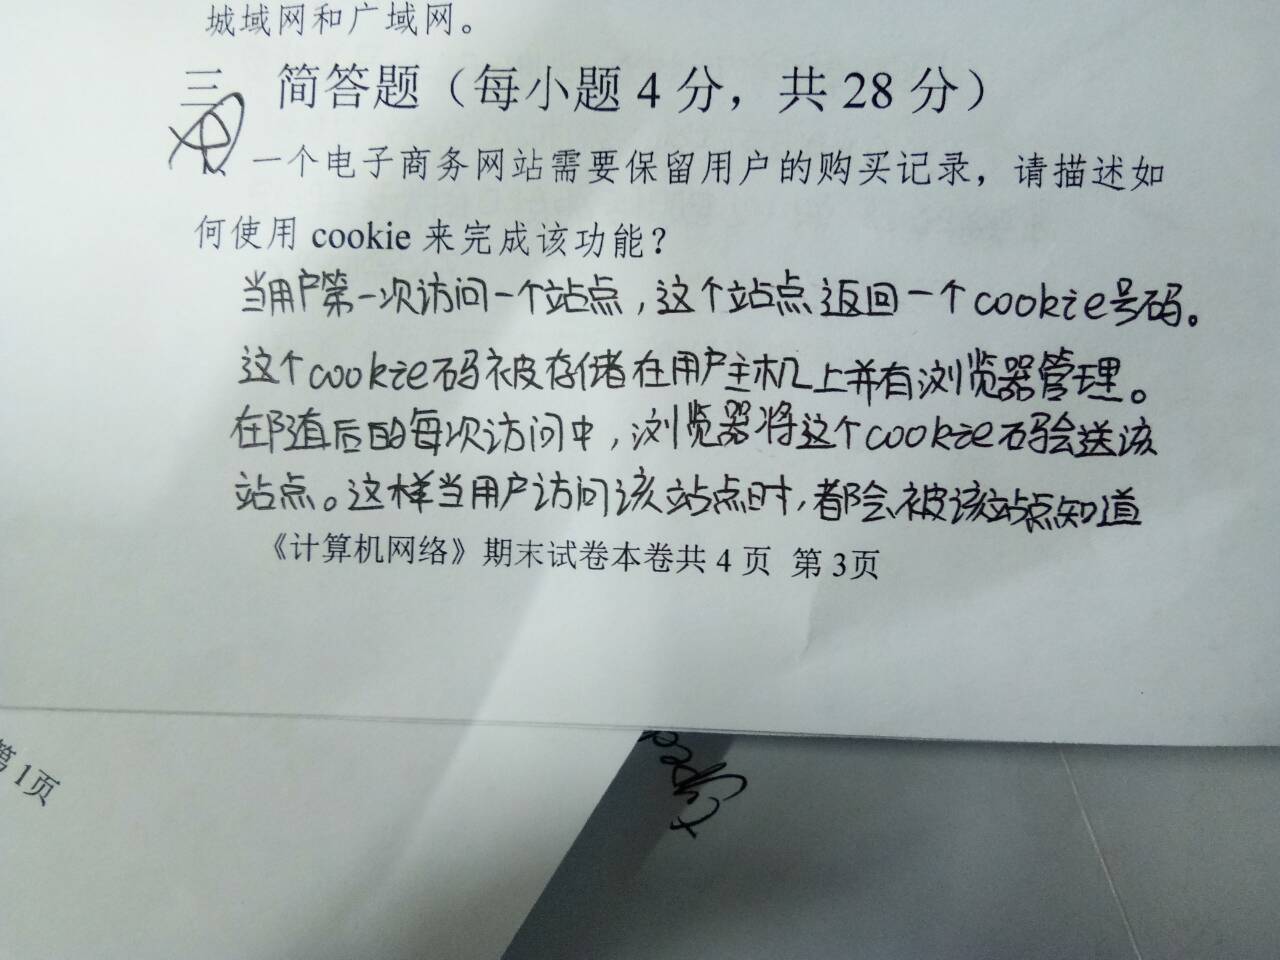 城域网和广域网。
三、简答题（每小题 4 分，共 28 分）
一个电子商务网站需要保留用户的购买记录，请描述如
何使用 cookie 来完成该功能？
当用户第一次访问一个站点，这个站点返回一个cookie号码。
这个cookie码被存储在用户主机上并有浏览器管理。
在随后的每次访问中，浏览器将这个cookie码会送该
站点。这样当用户访问该站点时，都会被该站点知道
《计算机网络》期末试卷本卷共 4 页 第 3页
第 1页